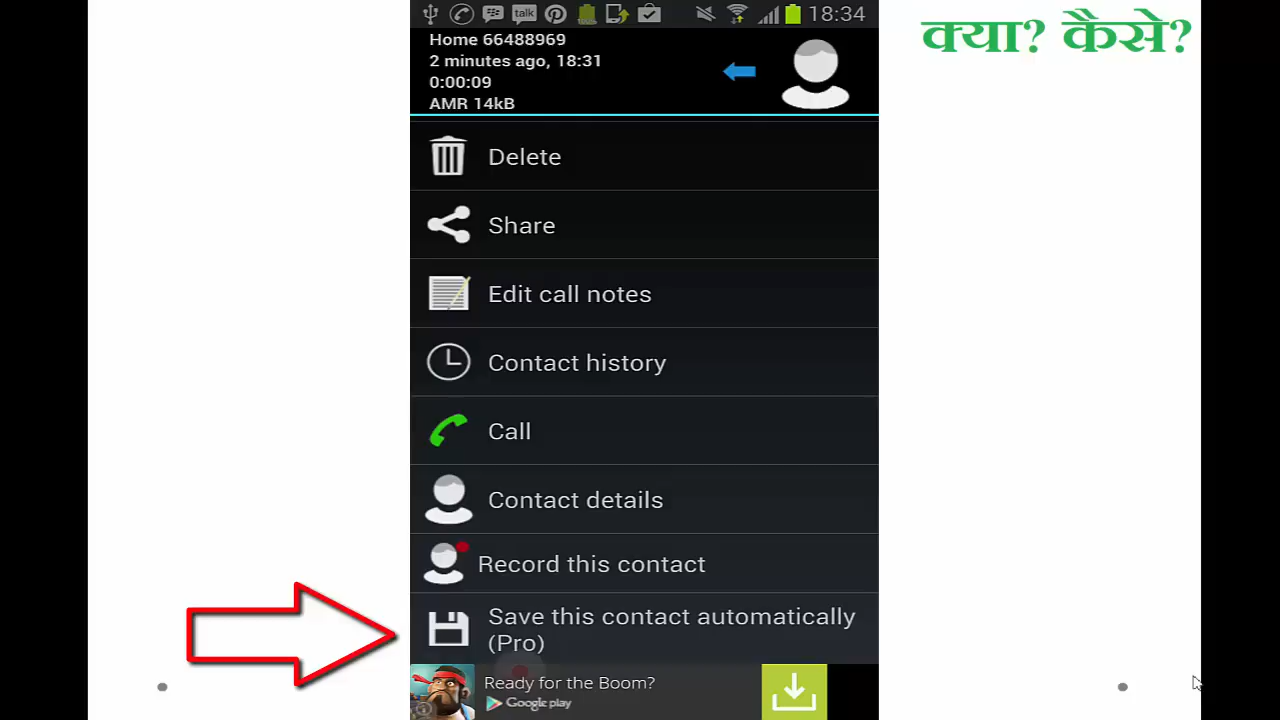 talk
18:34
क्या? कैसे?
Home 66488969
2 minutes ago, 18:31
0:00:09
AMR 14kB
Delete
Share
Edit call notes
Contact history
Call
Contact details
Record this contact
Save this contact automatically
(Pro)
Ready for the Boom?
Google play